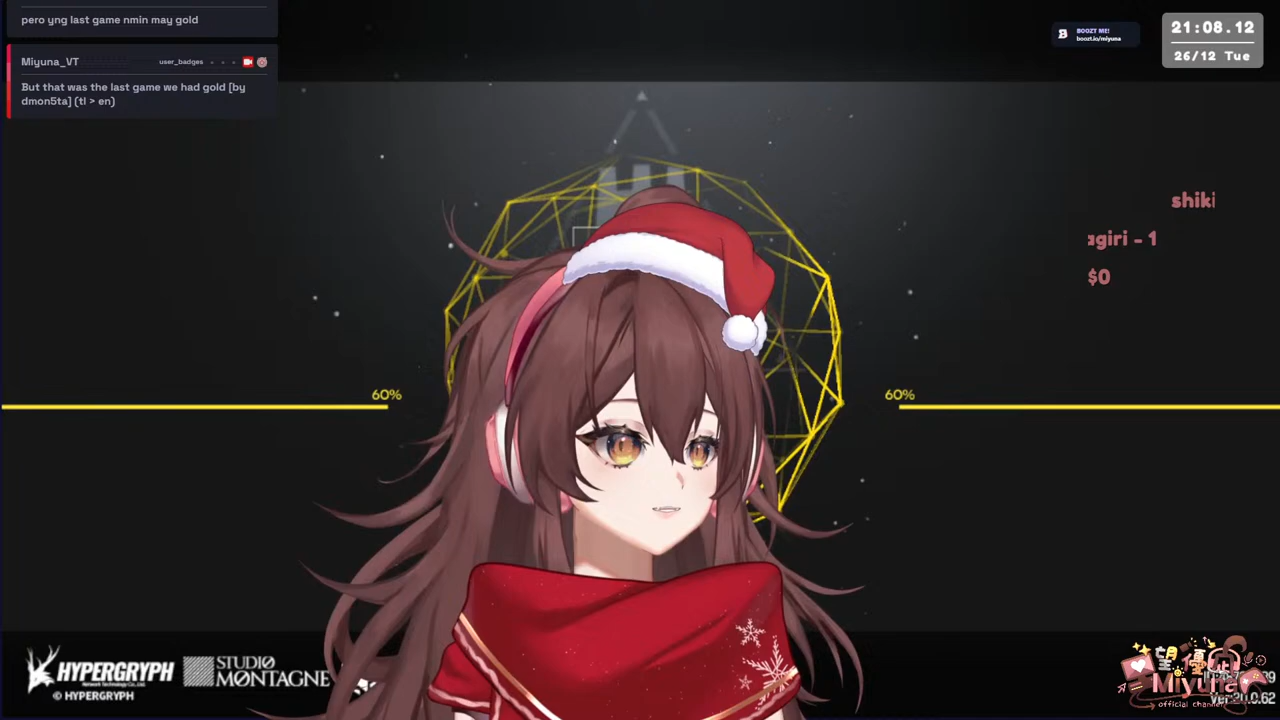 pero yng last game nmin may gold
Miyuna_VT
user_badges
But that was the last game we had gold [by
dmon5ta] (tl > en)
BOOZT ME!
boozt.io/miyuna
21:08.12
26/12 Tue
shiki
agiri - 1
$0
60%
60%
HYPERGRYPH
STUDIO
MONTAGNE
© HYPERGRYPH
Miyuna
official channel